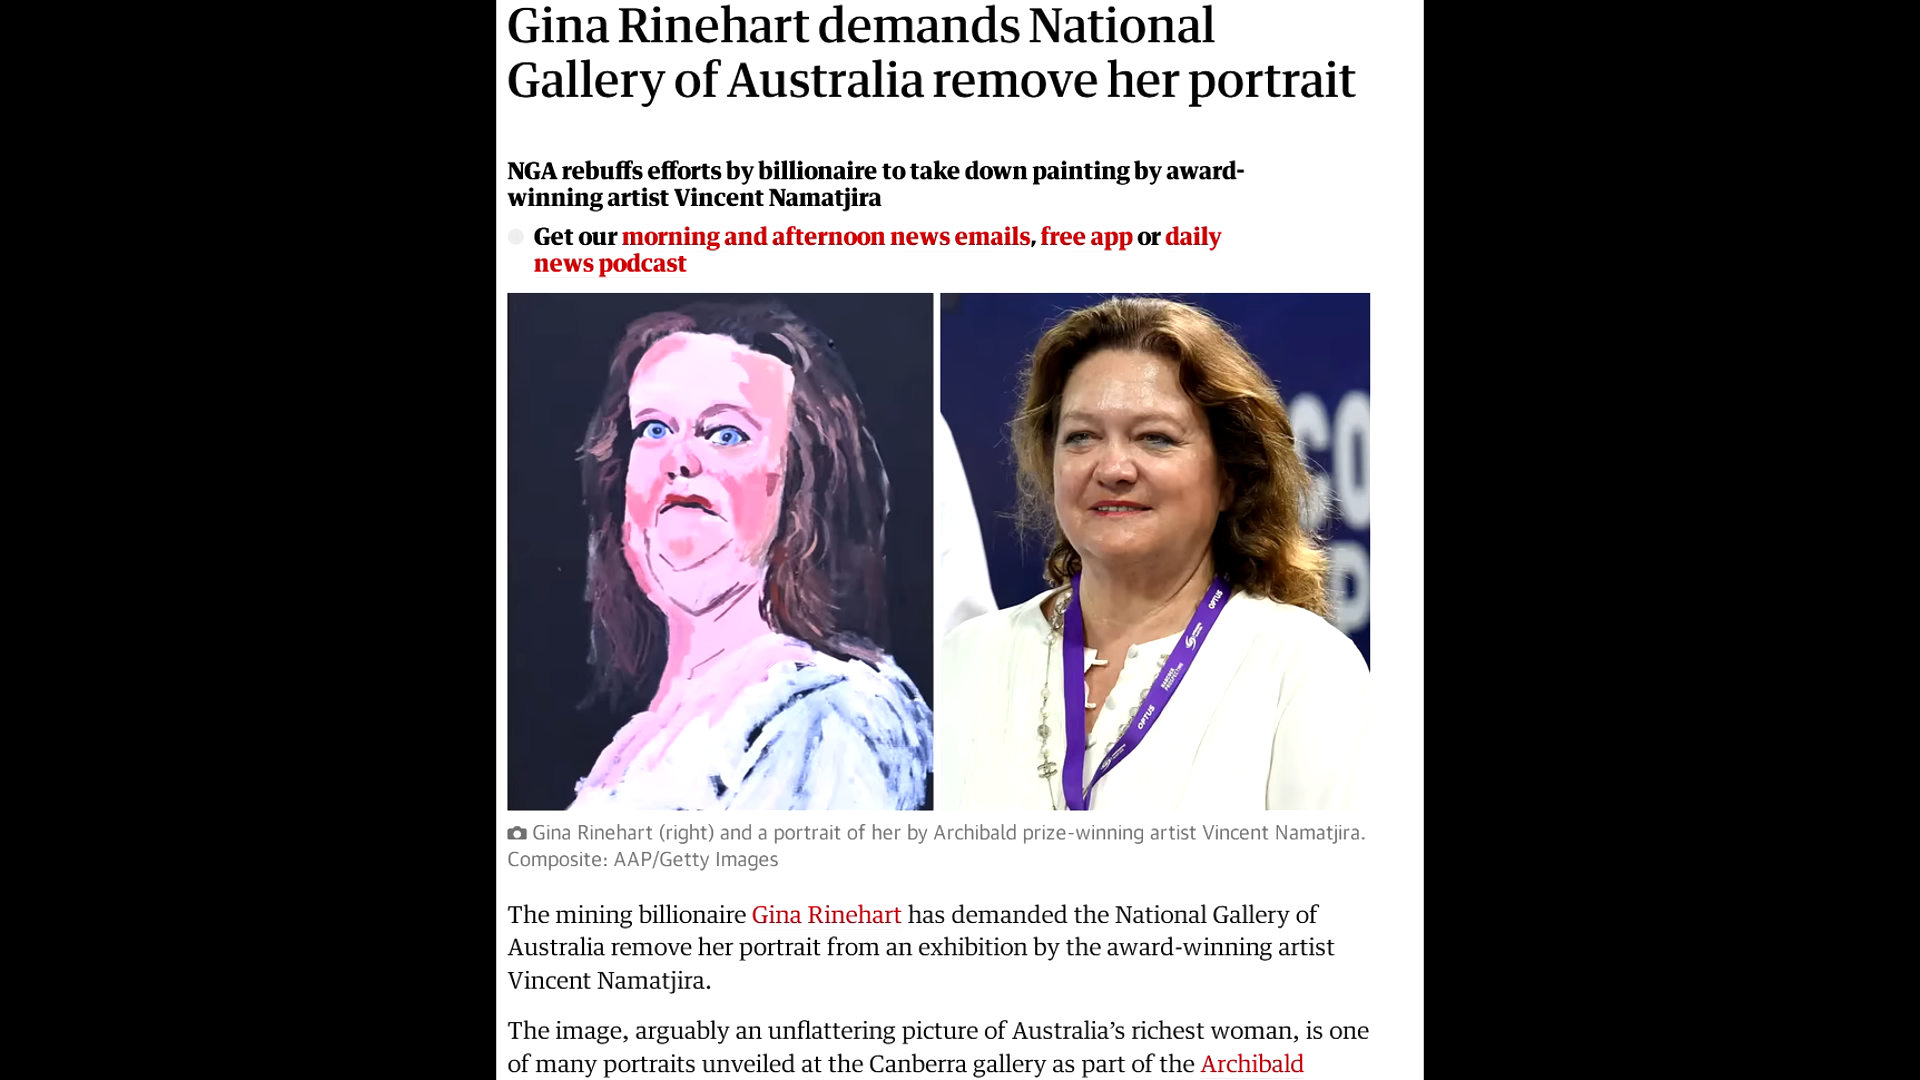 Gina Rinehart demands National
Gallery of Australia remove her portrait
NGA rebuffs efforts by billionaire to take down painting by award-
winning artist Vincent Namatjira
Get our morning and afternoon news emails, free app or daily
news podcast
CO
P
OPTUS
OPTUS
Gina Rinehart (right) and a portrait of her by Archibald prize-winning artist Vincent Namatjira.
Composite: AAP/Getty Images
The mining billionaire Gina Rinehart has demanded the National Gallery of
Australia remove her portrait from an exhibition by the award-winning artist
Vincent Namatjira.
The image, arguably an unflattering picture of Australia’s richest woman, is one
of many portraits unveiled at the Canberra gallery as part of the Archibald